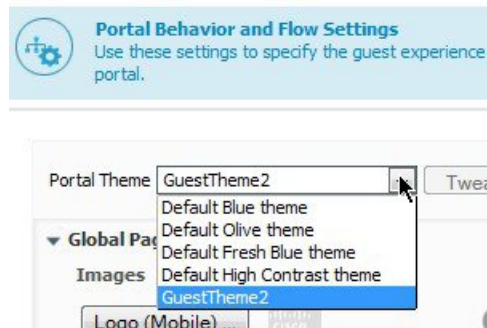 Portal Behavior and Flow Settings
Use these settings to specify the guest experience
portal.
Portal Theme GuestTheme2
Default Blue theme
Default Olive theme
Default Fresh Blue theme
Default High Contrast theme
GuestTheme2
Global Pag
Images
Logo (Mobile) ...